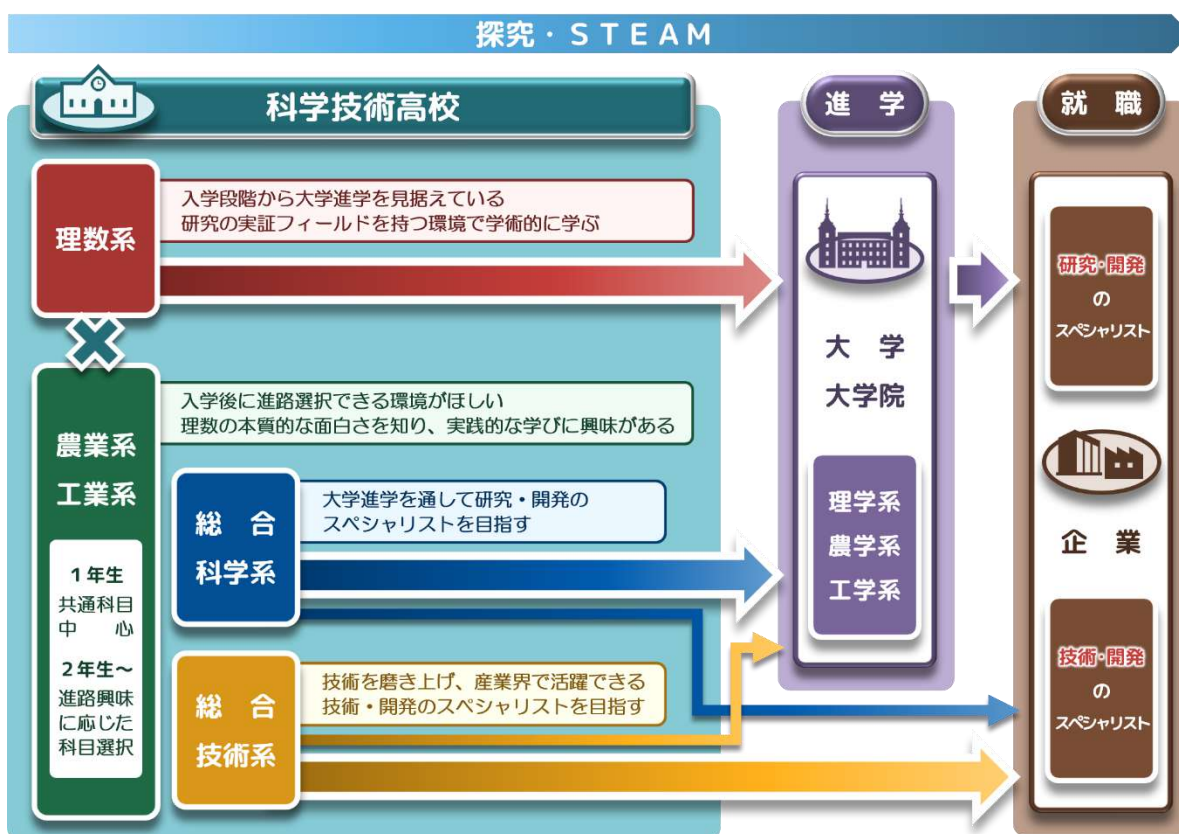 探究・ＳＴＥＡＭ
科学技術高校
理数系
入学段階から大学進学を見据えている
研究の実証フィールドを持つ環境で学術的に学ぶ
農業系
工業系
１年生
共通科目
中　心
２年生～
進路興味
に応じた
科目選択
入学後に進路選択できる環境がほしい
理数の本質的な面白さを知り、実践的な学びに興味がある
総　合
科学系
大学進学を通して研究・開発の
スペシャリストを目指す
総　合
技術系
技術を磨き上げ、産業界で活躍できる
技術・開発のスペシャリストを目指す
進　学
大　学
大学院
理学系
農学系
工学系
就　職
研究・開発
の
スペシャリスト
企　業
技術・開発
の
スペシャリスト